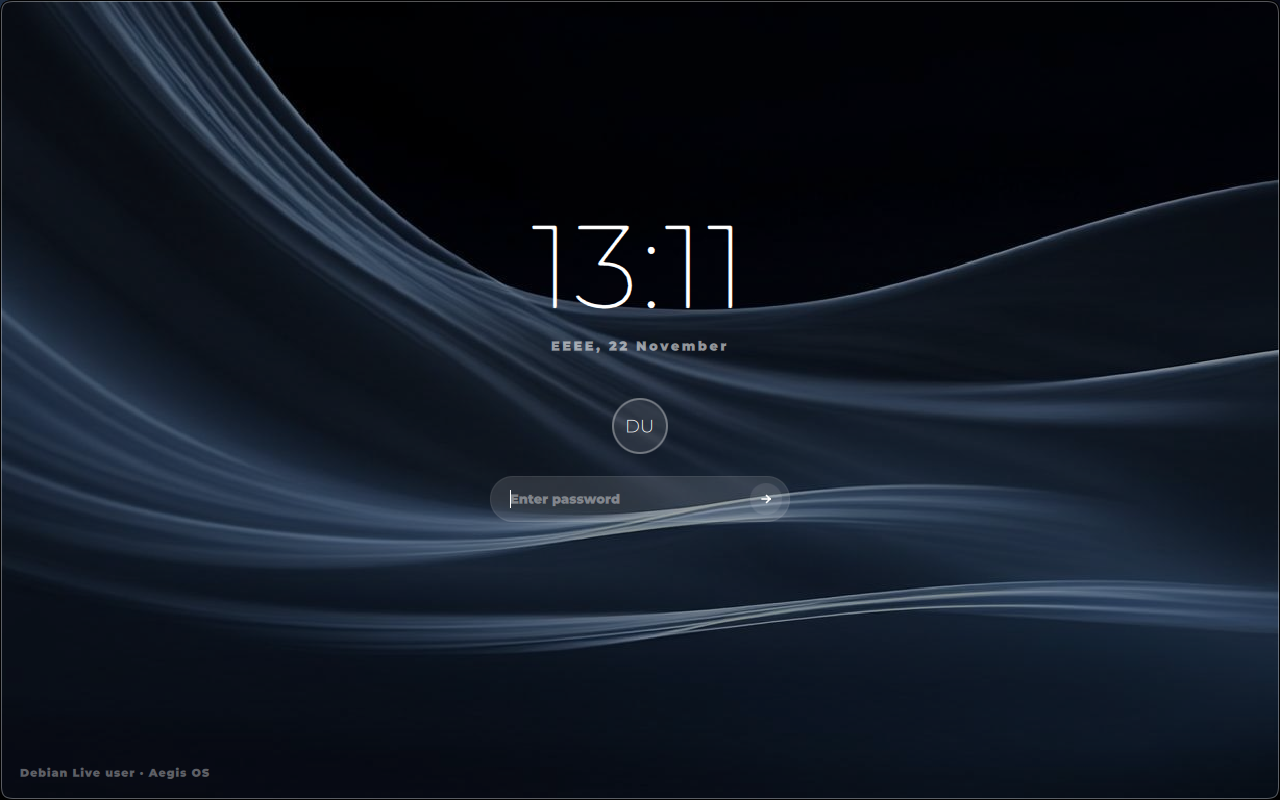 13:11
EEEE, 22 November
DU
Enter password
Debian Live user • Aegis OS